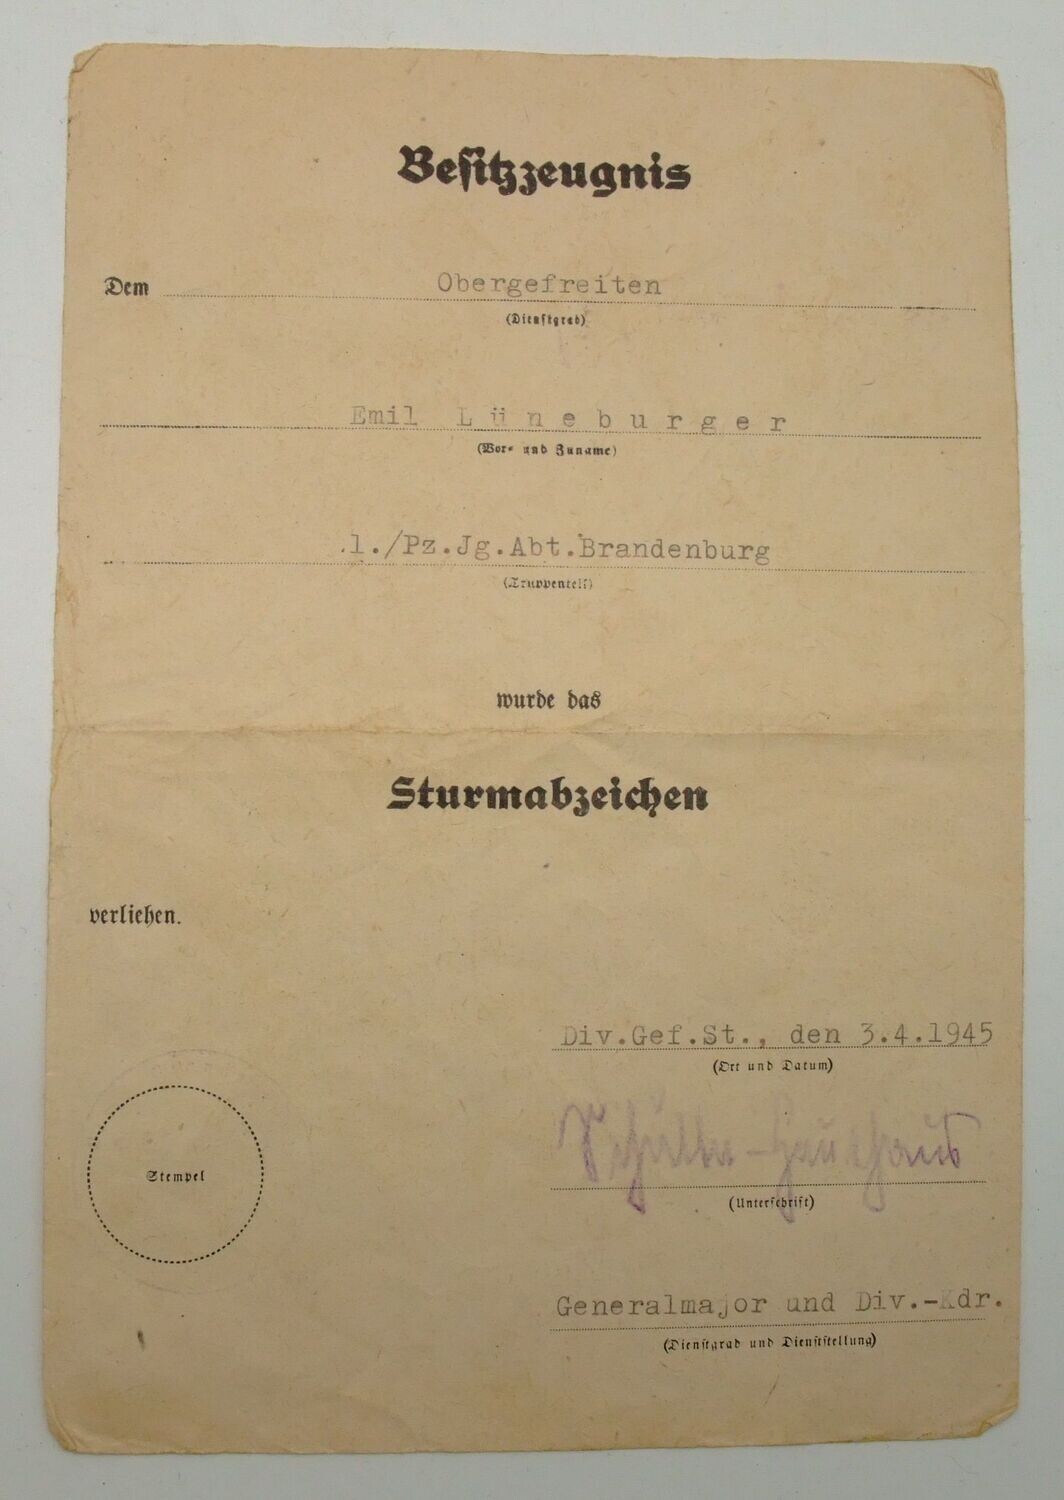 Besitzzeugnis
Dem Obergefreiten
(Dienstgrad)
Emil Lüneburger
(Vor- und Zuname)
1./Pz.Jg.Abt.Brandenburg
(Truppenteil)
wurde das
Sturmabzeichen
verliehen.
Div.Gef.St., den 3.4.1945
(Ort und Datum)
Schulte-Heuthaus
Stempel
(Unterschrift)
Generalmajor und Div.-Kdr.
(Dienstgrad und Dienststellung)